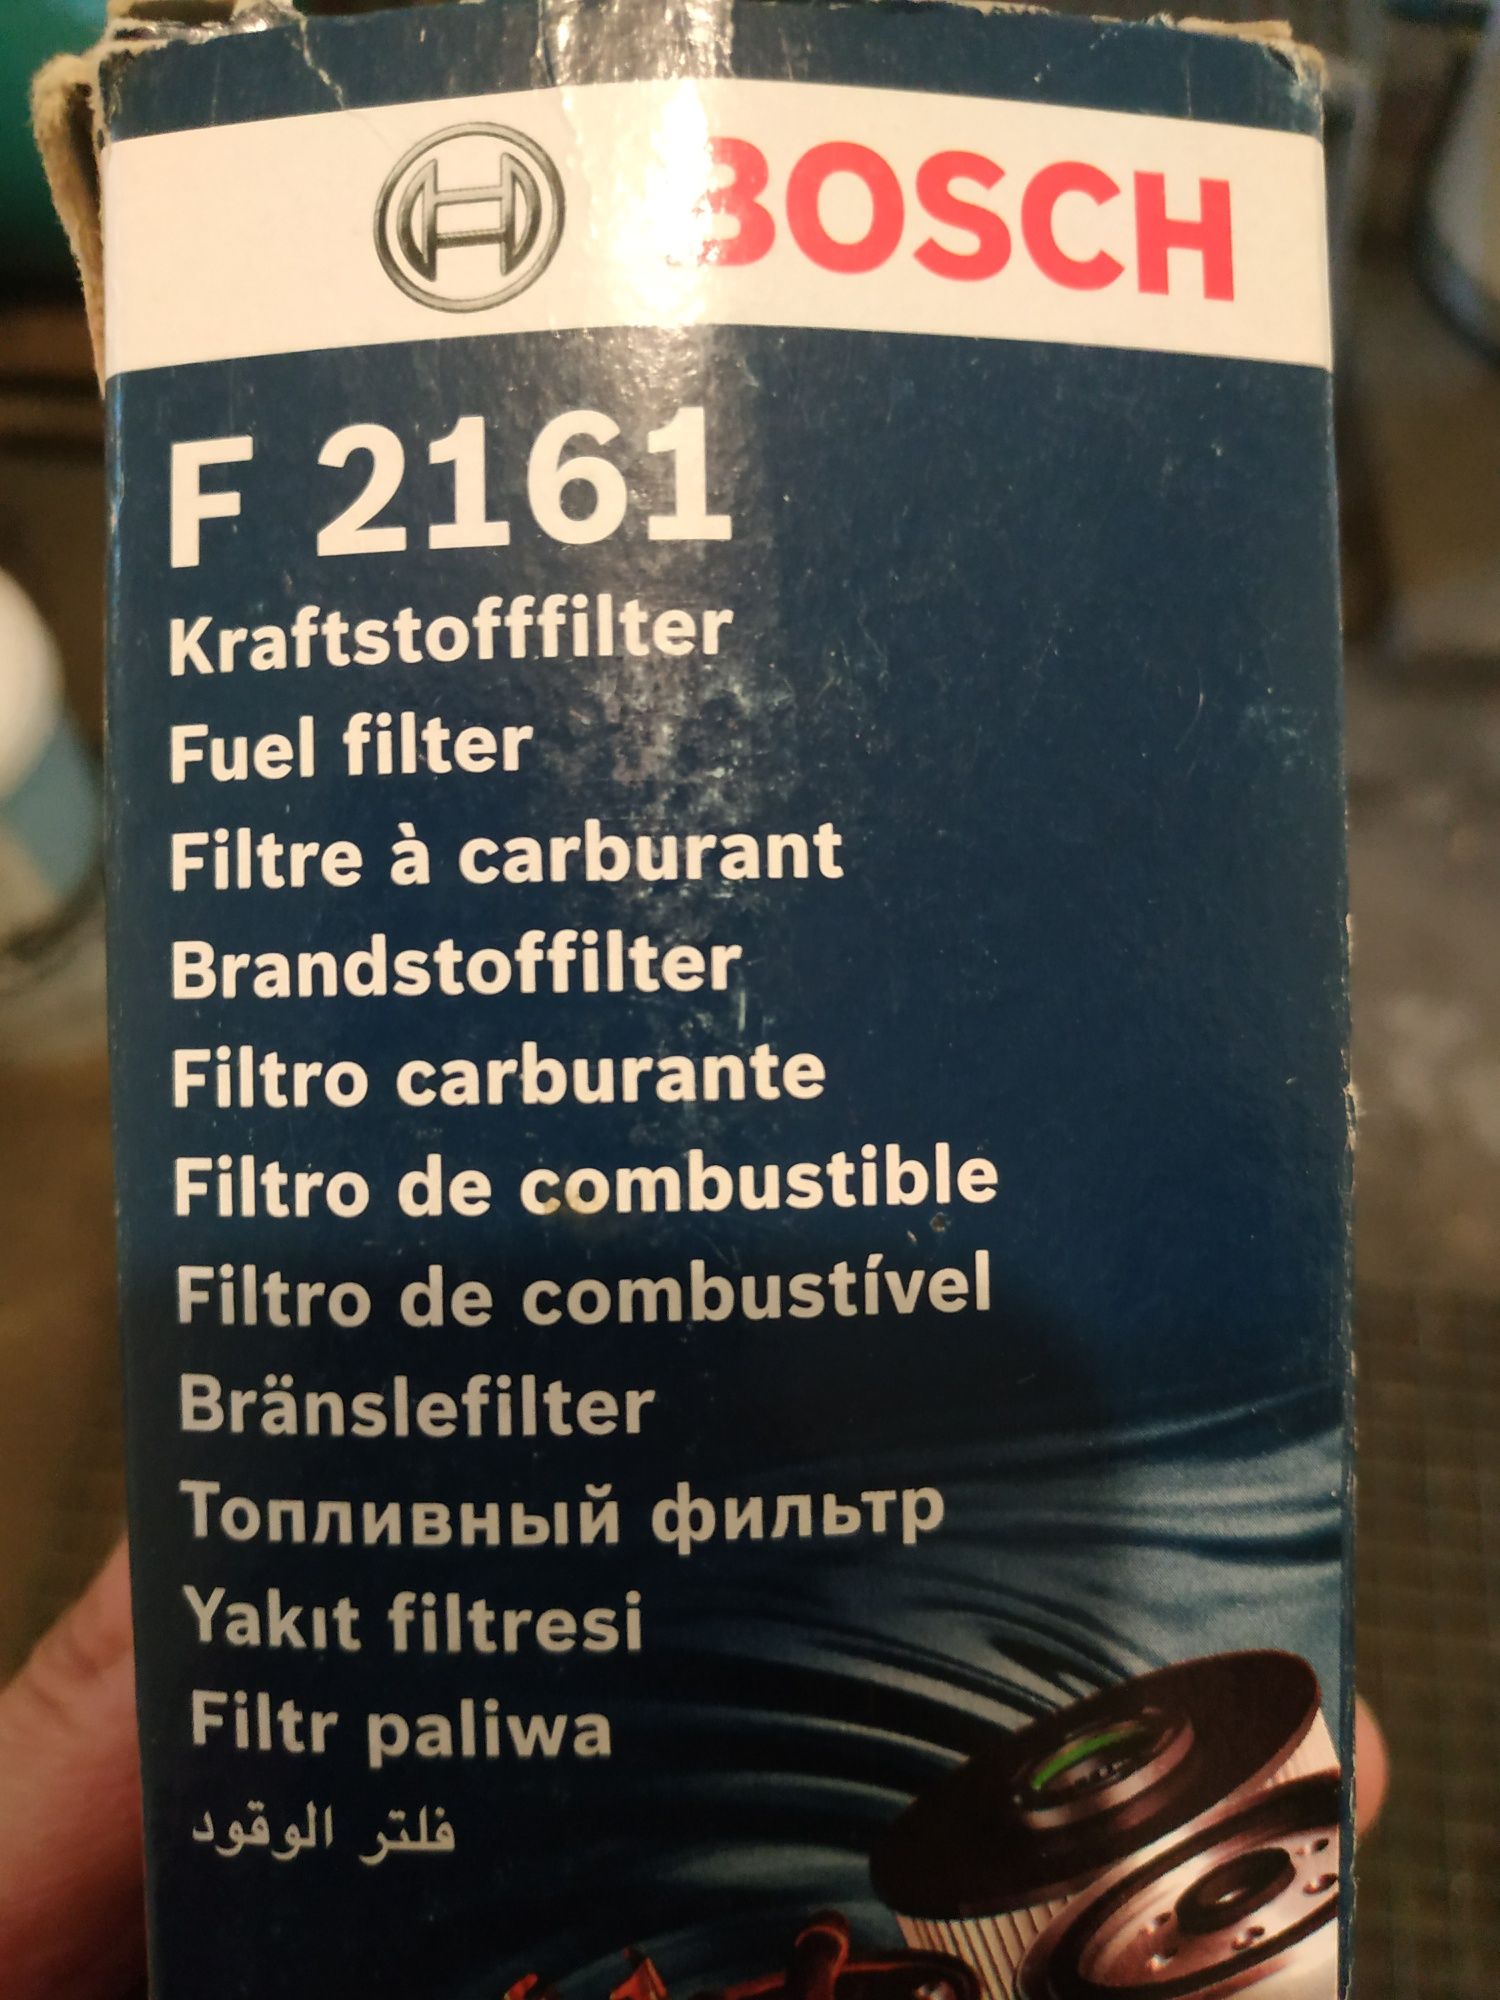 BOSCH
F 2161
Kraftstofffilter
Fuel filter
Filtre à carburant
Brandstoffilter
Filtro carburante
Filtro de combustible
Filtro de combustível
Bränslefilter
Топливный фильтр
Yakıt filtresi
Filtr paliwa
فلتر الوقود